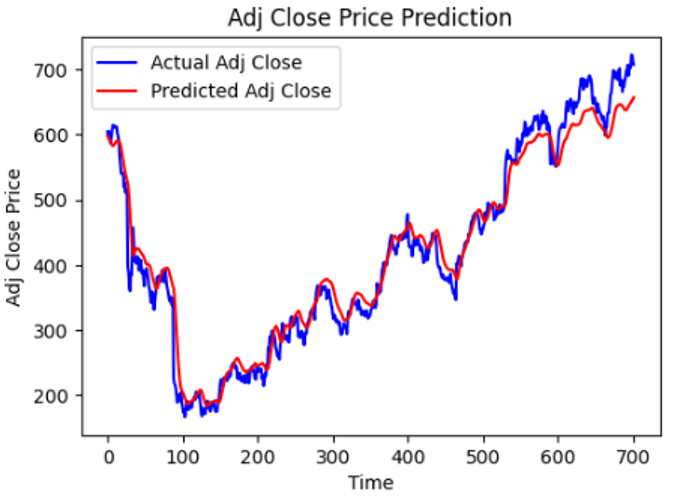 Adj Close Price Prediction
Actual Adj Close
Predicted Adj Close
Adj Close Price
700
600
500
400
300
200
0 100 200 300 400 500 600 700
Time